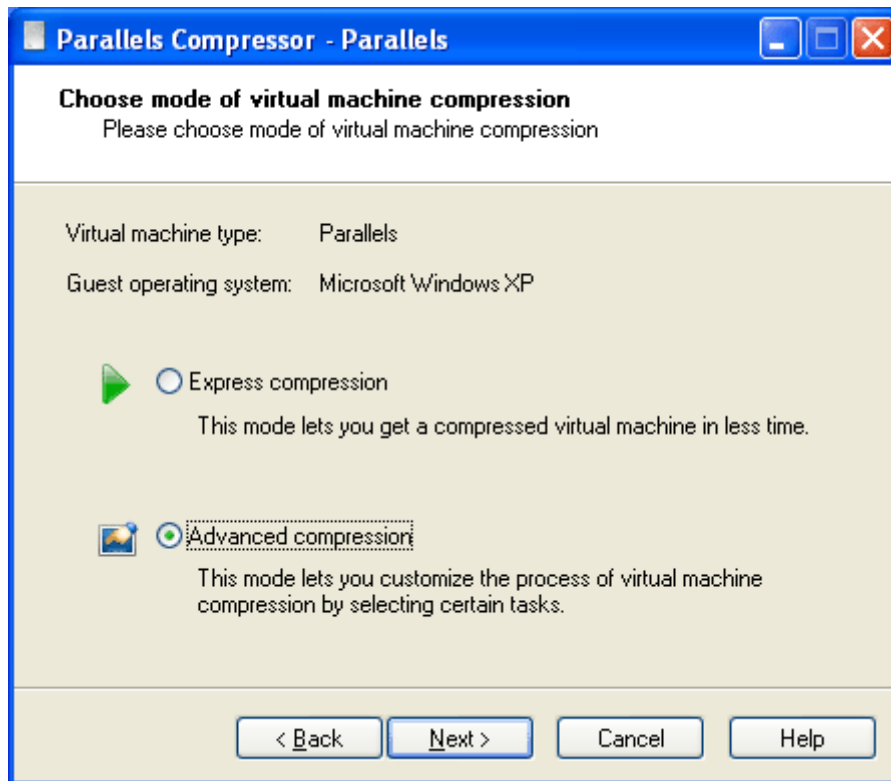 Parallels Compressor - Parallels
Choose mode of virtual machine compression
Please choose mode of virtual machine compression
Virtual machine type: Parallels
Guest operating system: Microsoft Windows XP
Express compression
This mode lets you get a compressed virtual machine in less time.
Advanced compression
This mode lets you customize the process of virtual machine
compression by selecting certain tasks.
< Back Next > Cancel Help